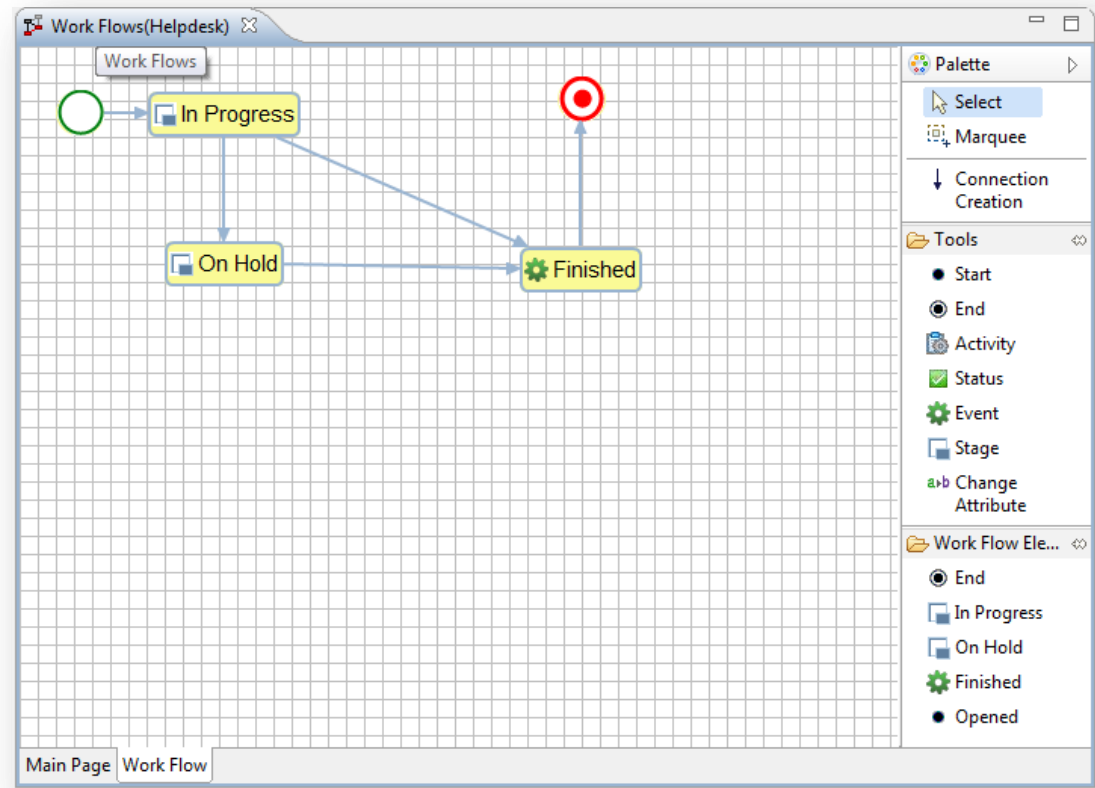 Work Flows(Helpdesk)
Work Flows
In Progress
On Hold
Finished
Palette
Select
Marquee
Connection
Creation
Tools
Start
End
Activity
Status
Event
Stage
a▸b Change
Attribute
Work Flow Ele...
End
In Progress
On Hold
Finished
Opened
Main Page
Work Flow